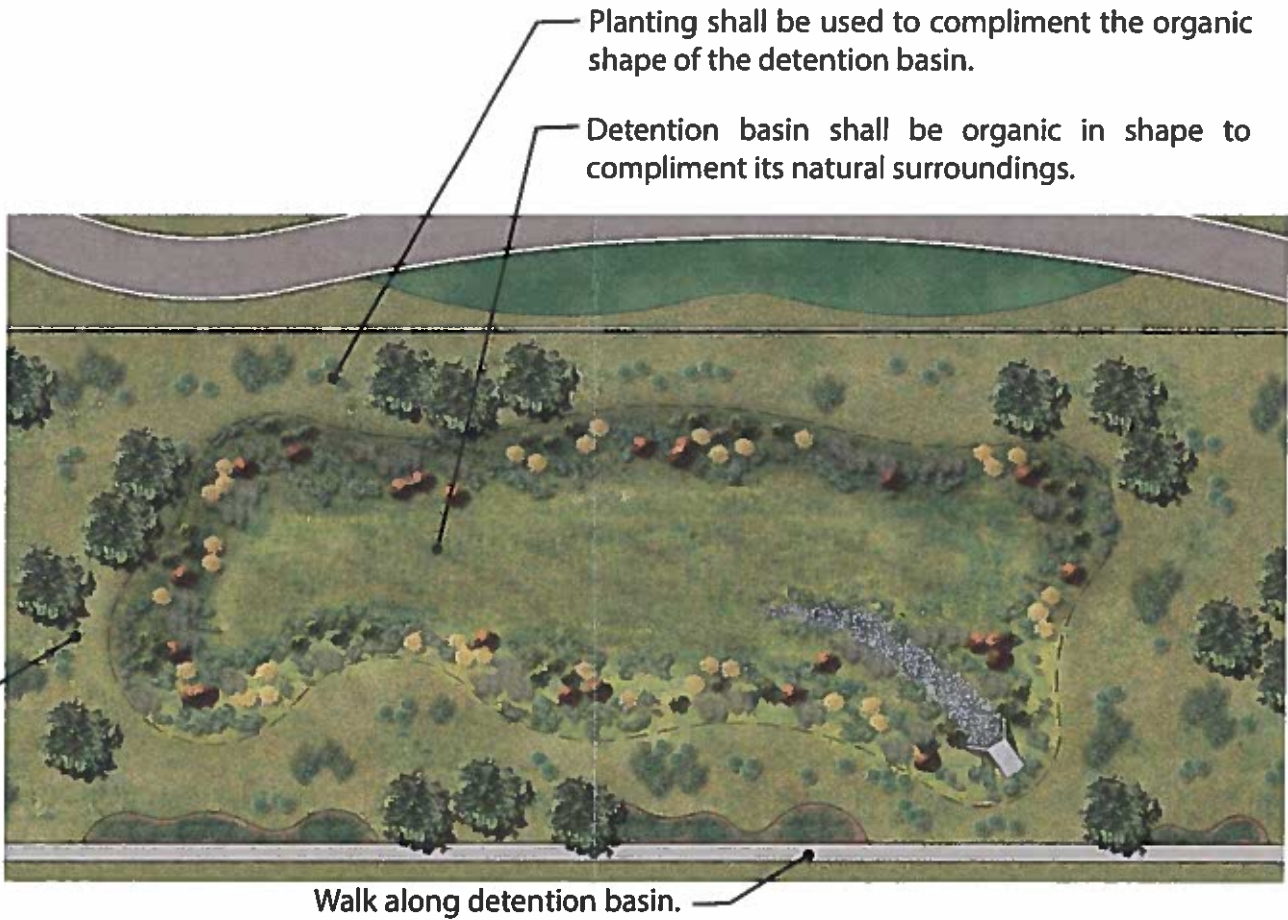 Planting shall be used to compliment the organic
shape of the detention basin.
Detention basin shall be organic in shape to
compliment its natural surroundings.
Walk along detention basin.